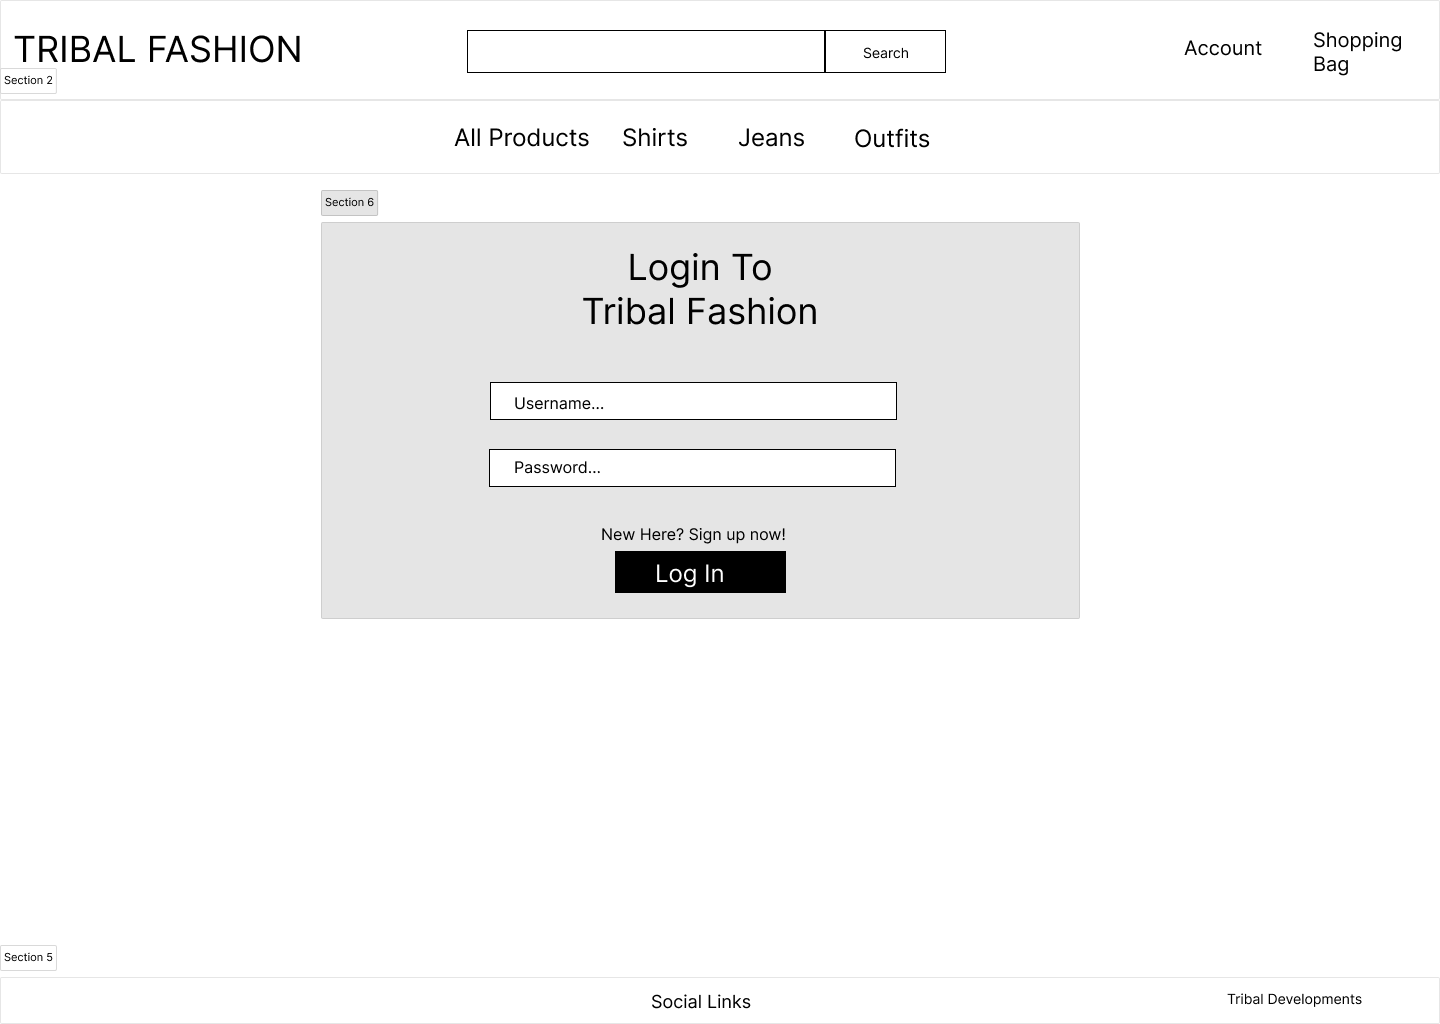 TRIBAL FASHION
Search
Account
Shopping
Bag
Section 2
All Products Shirts Jeans Outfits
Section 6
Login To
Tribal Fashion
Username...
Password...
New Here? Sign up now!
Log In
Section 5
Social Links
Tribal Developments